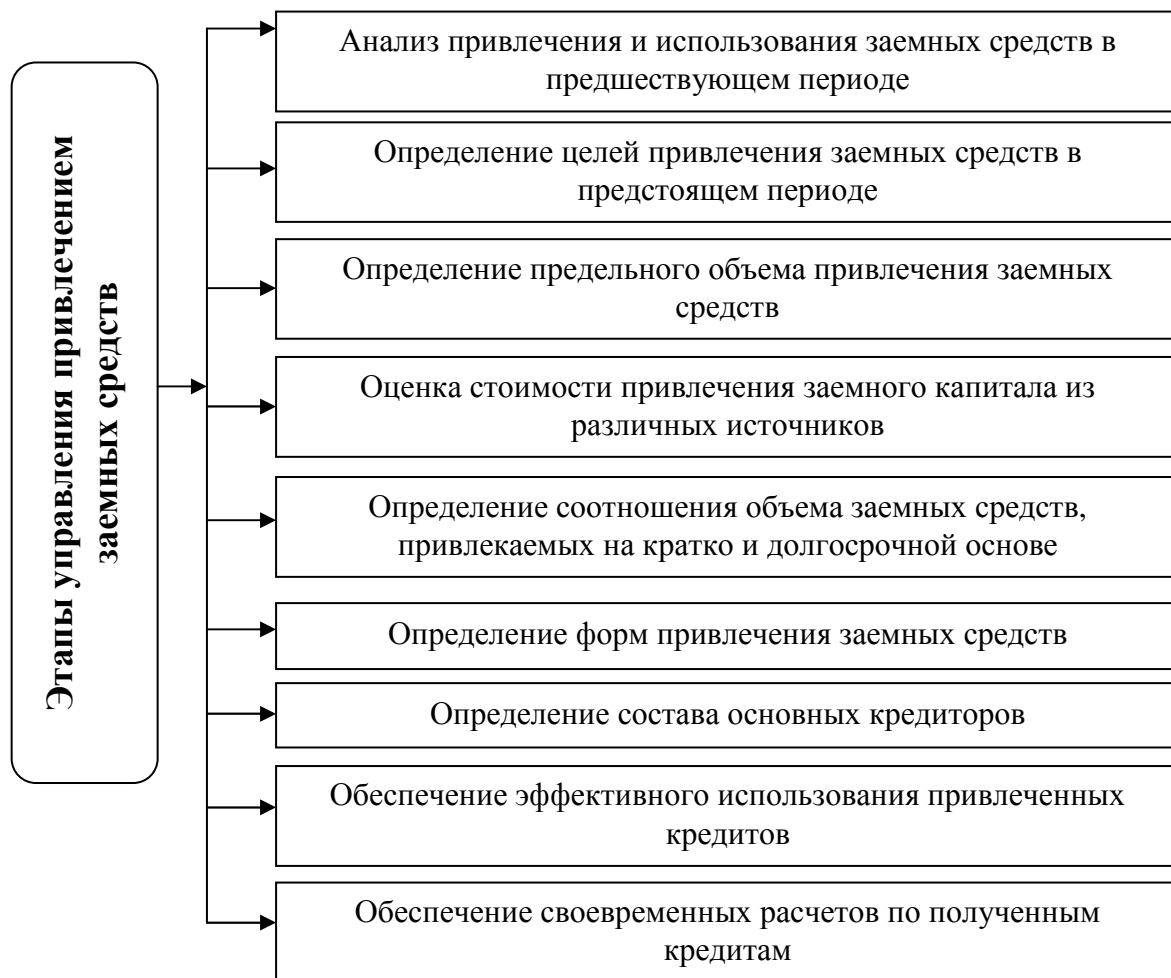 Этапы управления привлечением
заемных средств
Анализ привлечения и использования заемных средств в
предшествующем периоде
Определение целей привлечения заемных средств в
предстоящем периоде
Определение предельного объема привлечения заемных
средств
Оценка стоимости привлечения заемного капитала из
различных источников
Определение соотношения объема заемных средств,
привлекаемых на кратко и долгосрочной основе
Определение форм привлечения заемных средств
Определение состава основных кредиторов
Обеспечение эффективного использования привлеченных
кредитов
Обеспечение своевременных расчетов по полученным
кредитам